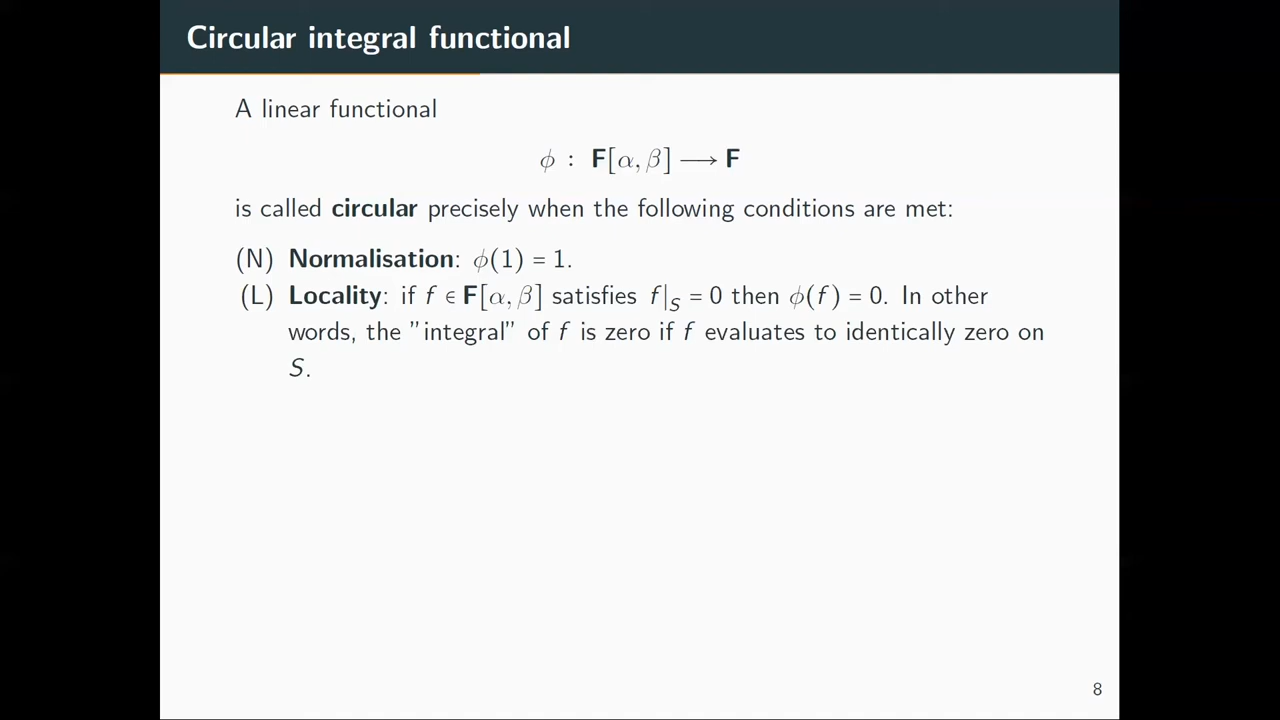 Circular integral functional
A linear functional
ϕ : F[α, β] ⟶ F
is called circular precisely when the following conditions are met:
(N) Normalisation: ϕ(1) = 1.
(L) Locality: if f ∈ F[α, β] satisfies f|_S = 0 then ϕ(f) = 0. In other
words, the ”integral” of f is zero if f evaluates to identically zero on
S.
8